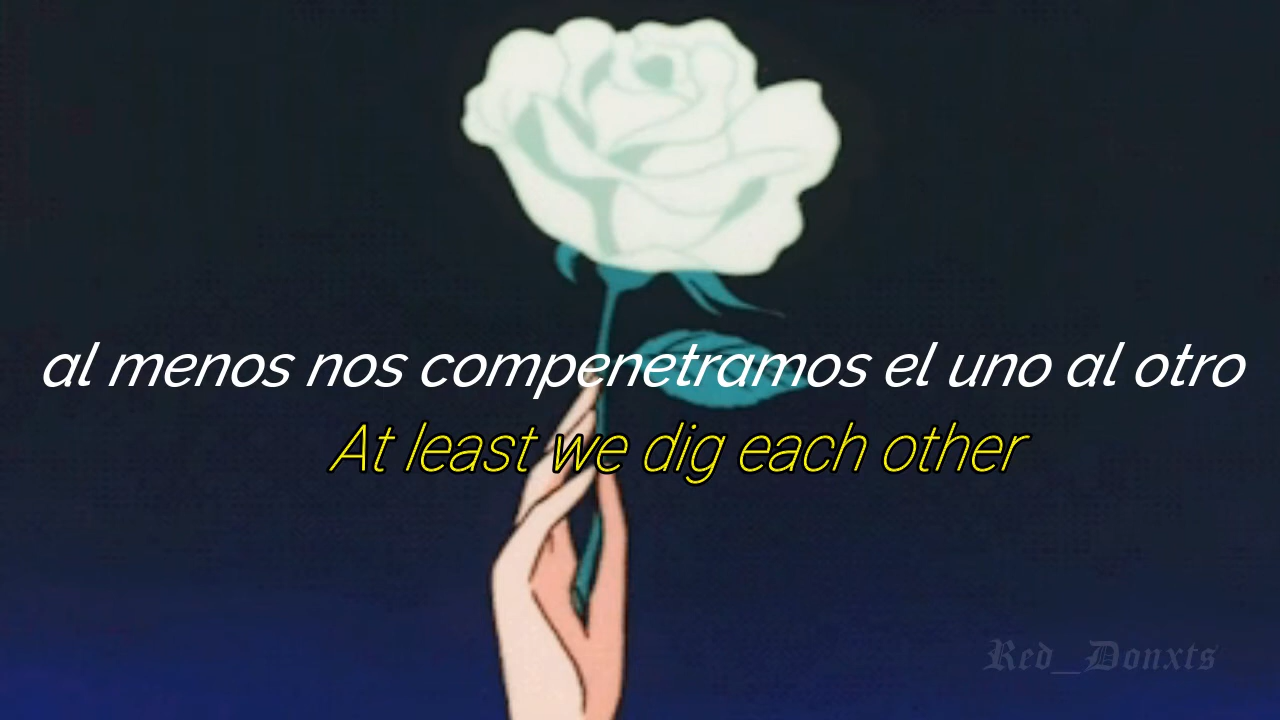 al menos nos compenetramos el uno al otro
At least we dig each other
Red_Donxts